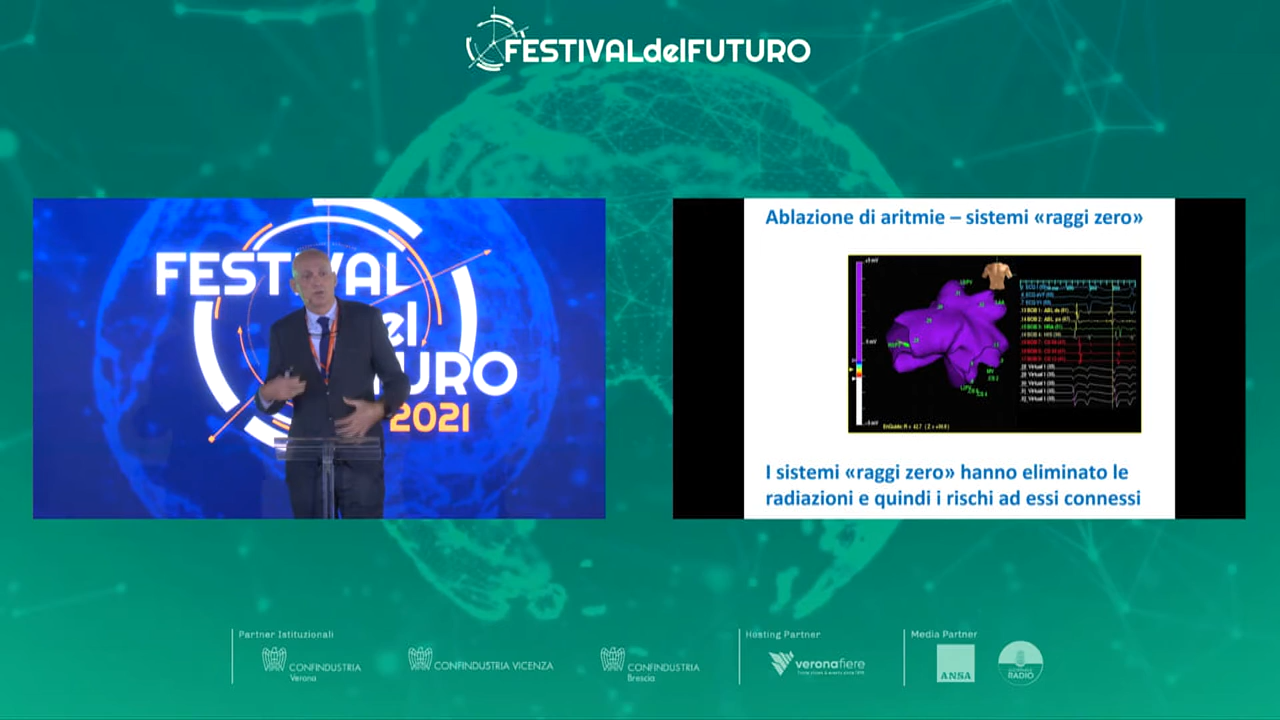 FESTIVALdelFUTURO
FESTIVAL
del
FUTURO
2021
Ablazione di aritmie – sistemi «raggi zero»
I sistemi «raggi zero» hanno eliminato le
radiazioni e quindi i rischi ad essi connessi
Partner Istituzionali
CONFINDUSTRIA
Verona
CONFINDUSTRIA VICENZA
CONFINDUSTRIA
Brescia
Hosting Partner
veronafiere
Media Partner
ANSA
RADIO